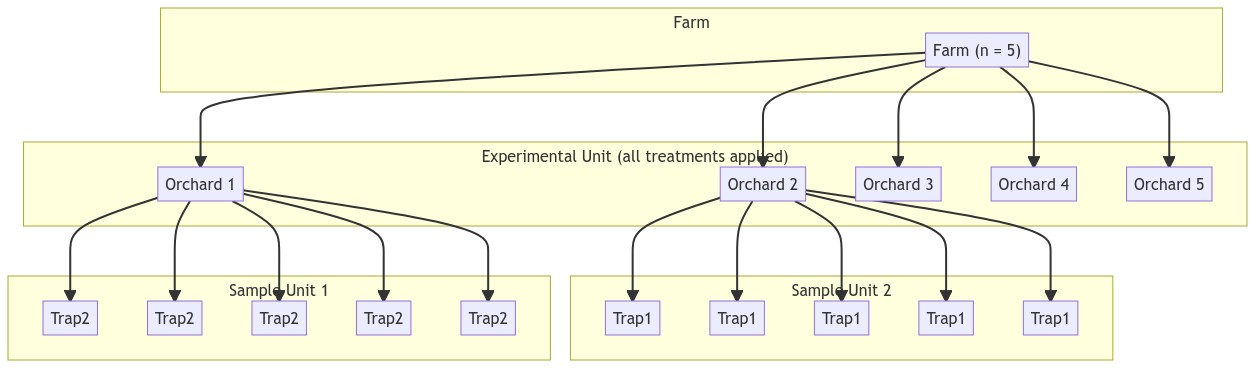 Farm
Farm (n = 5)
Experimental Unit (all treatments applied)
Orchard 1
Orchard 2
Orchard 3
Orchard 4
Orchard 5
Sample Unit 1
Sample Unit 2
Trap2
Trap2
Trap2
Trap2
Trap2
Trap1
Trap1
Trap1
Trap1
Trap1